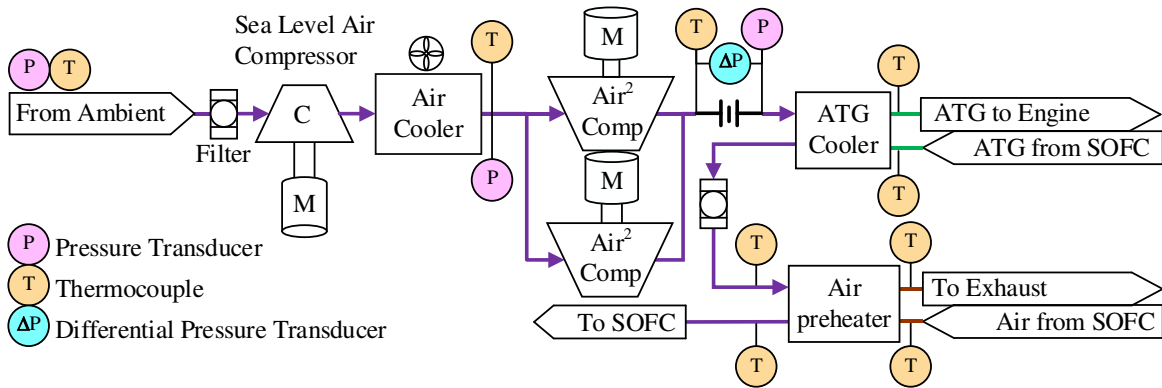 Sea Level Air
Compressor
M
T
T
P
ΔP
P
T
T
From Ambient
Filter
C
M
Air
Cooler
P
Air²
Comp
M
Air²
Comp
ATG
Cooler
ATG to Engine
ATG from SOFC
T
P
Pressure Transducer
T
Thermocouple
ΔP
Differential Pressure Transducer
T
T
Air
preheater
To Exhaust
Air from SOFC
To SOFC
T
T